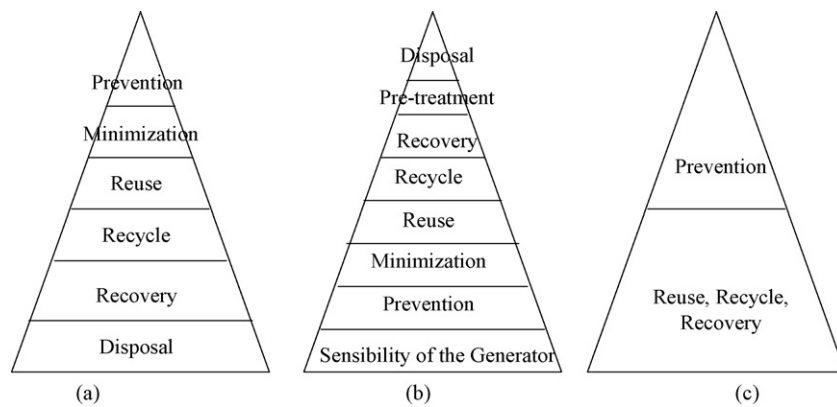 Prevention
Minimization
Reuse
Recycle
Recovery
Disposal
(a)
Disposal
Pre-treatment
Recovery
Recycle
Reuse
Minimization
Prevention
Sensibility of the Generator
(b)
Prevention
Reuse, Recycle,
Recovery
(c)